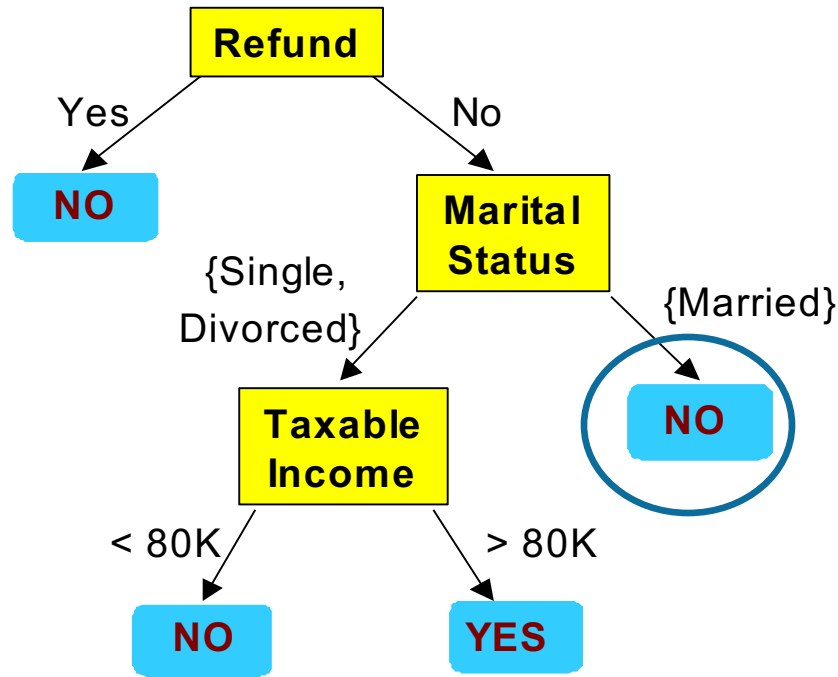 Refund
Yes
No
NO
Marital
Status
{Single,
Divorced}
{Married}
Taxable
Income
NO
< 80K
> 80K
NO
YES